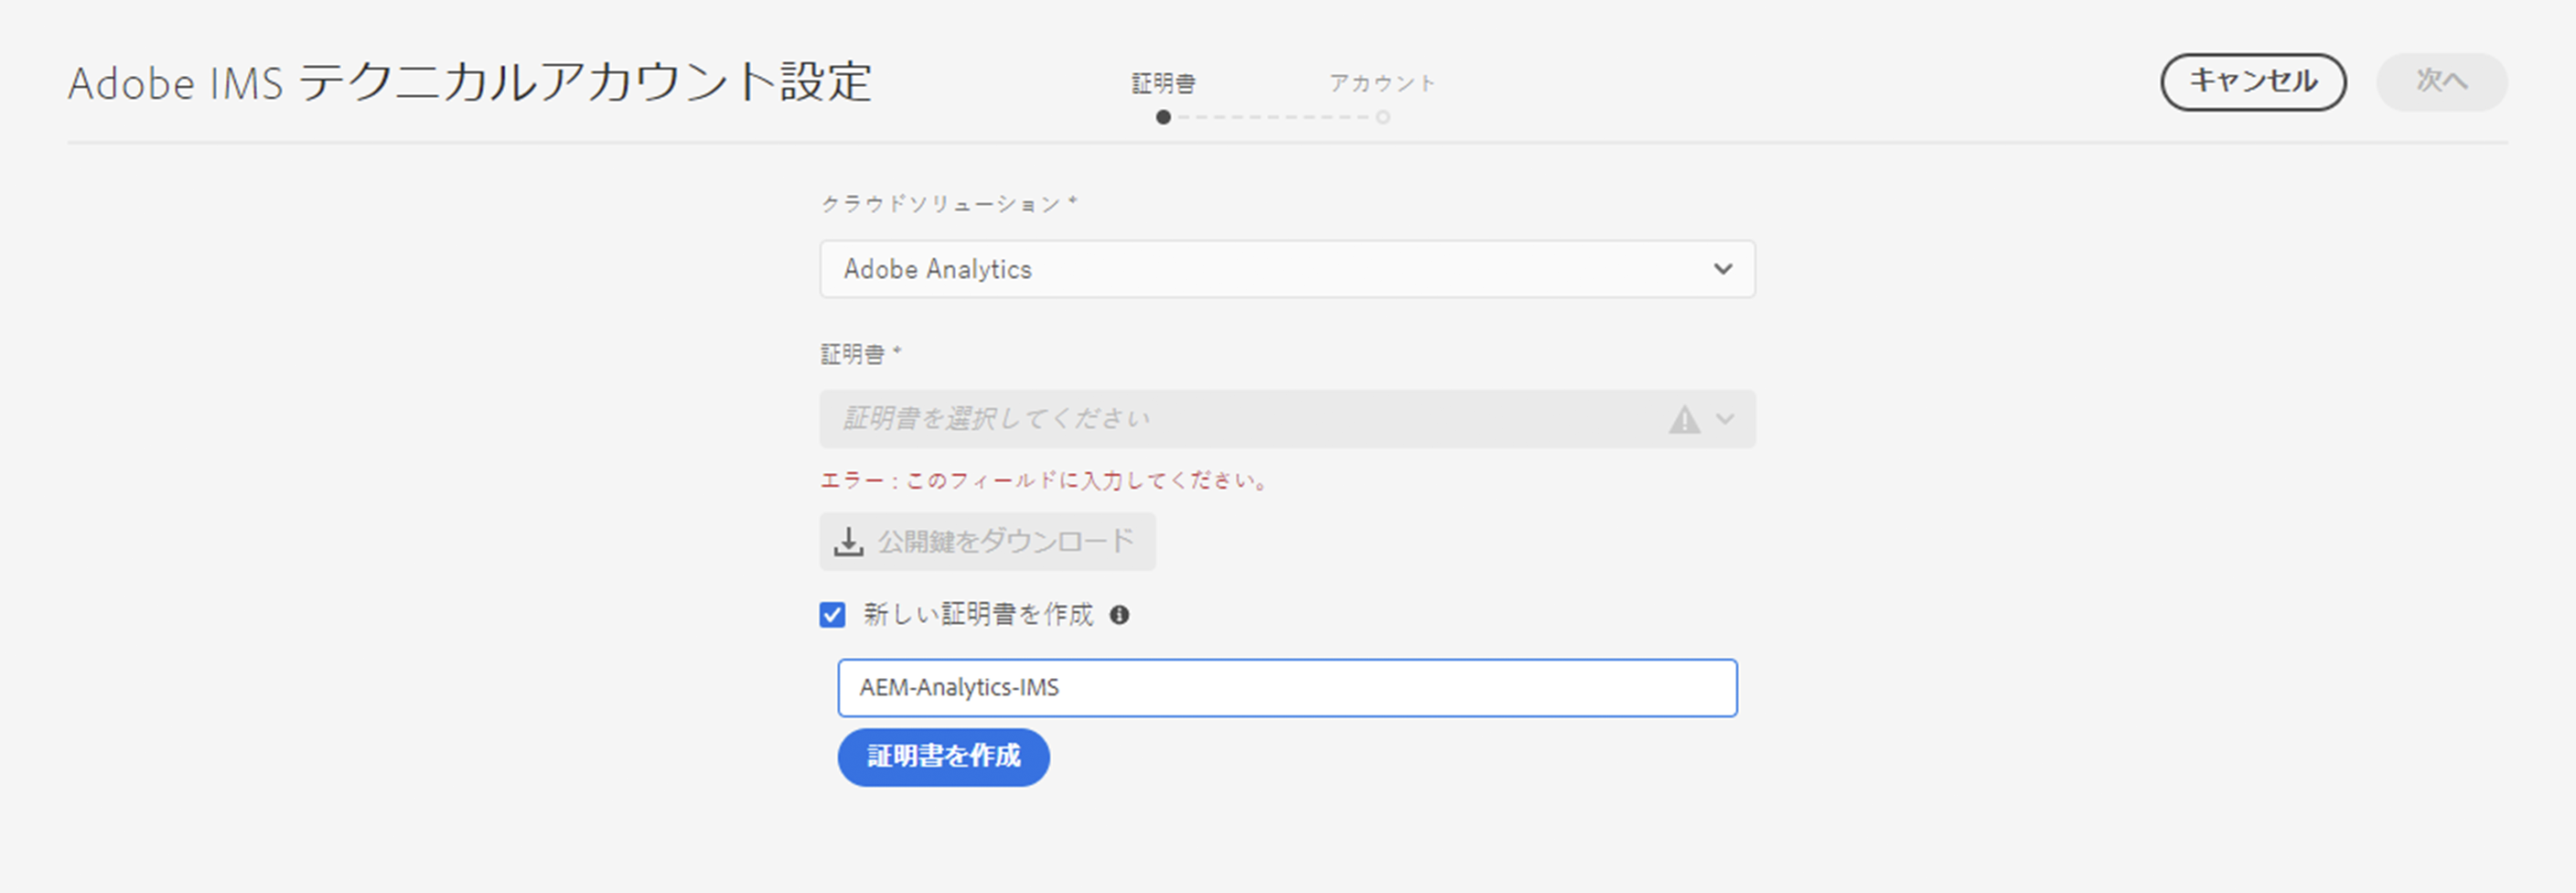 Adobe IMS テクニカルアカウント設定
証明書
アカウント
キャンセル
次へ
クラウドソリューション *
Adobe Analytics
証明書 *
証明書を選択してください
エラー : このフィールドに入力してください。
公開鍵をダウンロード
新しい証明書を作成
AEM-Analytics-IMS
証明書を作成